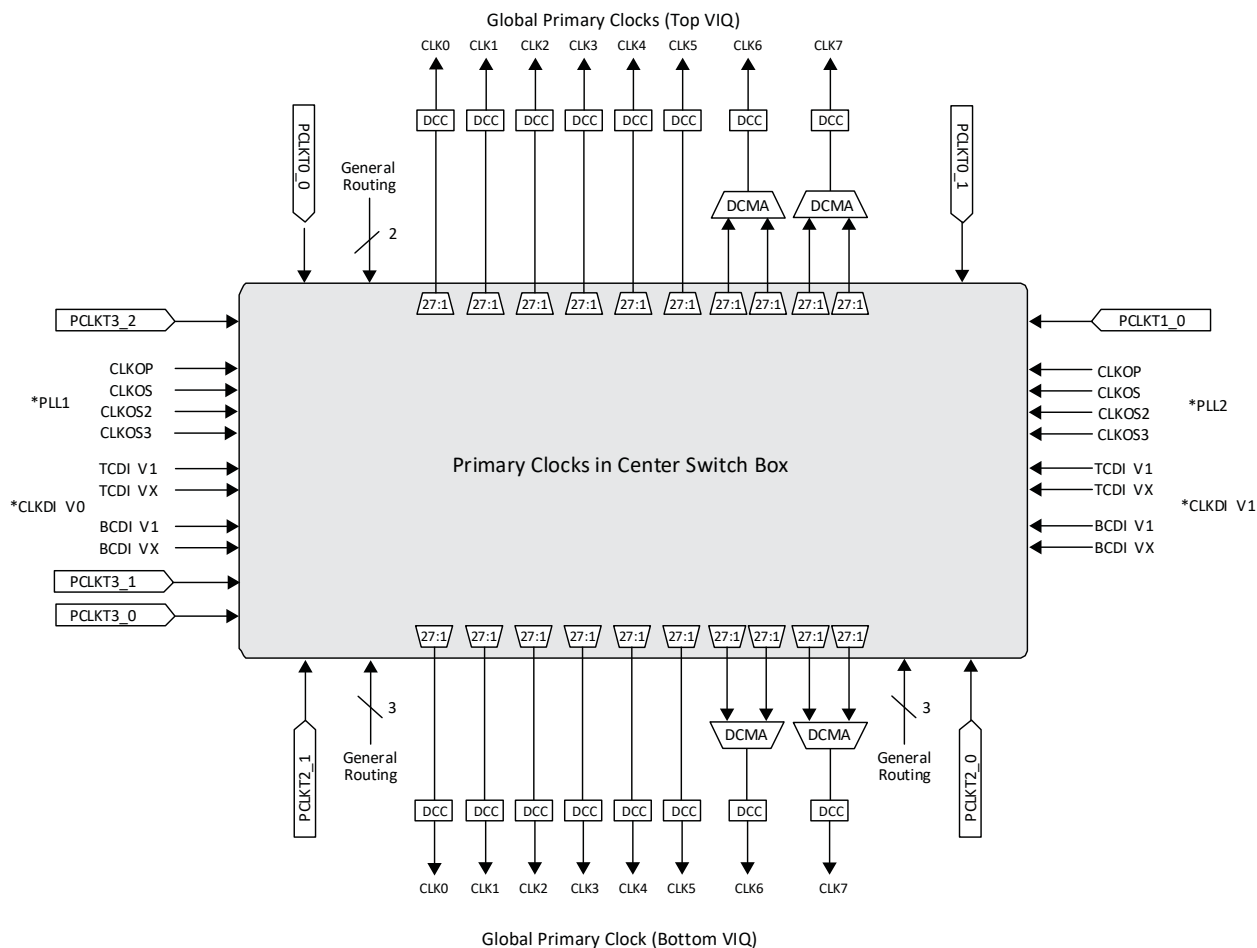 Global Primary Clocks (Top VIQ)
CLK0 CLK1 CLK2 CLK3 CLK4 CLK5 CLK6 CLK7
DCC DCC DCC DCC DCC DCC DCC DCC
PCLKT0_0
General
Routing
2
DCMA DCMA
PCLKT0_1
27:1 27:1 27:1 27:1 27:1 27:1 27:1 27:1 27:1 27:1
PCLKT3_2
PCLKT1_0
*PLL1
CLKOP
CLKOS
CLKOS2
CLKOS3
*CLKDI V0
TCDI V1
TCDI VX
BCDI V1
BCDI VX
PCLKT3_1
PCLKT3_0
Primary Clocks in Center Switch Box
CLKOP
CLKOS
CLKOS2
CLKOS3
*PLL2
TCDI V1
TCDI VX
BCDI V1
BCDI VX
*CLKDI V1
27:1 27:1 27:1 27:1 27:1 27:1 27:1 27:1 27:1 27:1
PCLKT2_1
3
General
Routing
DCMA DCMA
3
General
Routing
PCLKT2_0
DCC DCC DCC DCC DCC DCC DCC DCC
CLK0 CLK1 CLK2 CLK3 CLK4 CLK5 CLK6 CLK7
Global Primary Clock (Bottom VIQ)